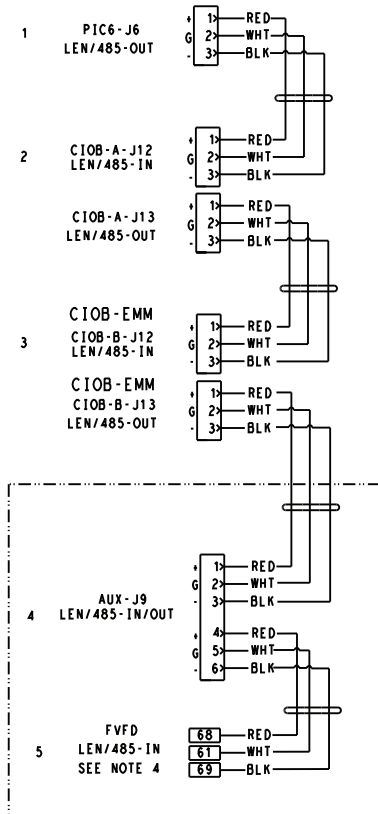 1 PIC6-J6 LEN/485-OUT
+ 1 RED
G 2 WHT
- 3 BLK
2 CIOB-A-J12 LEN/485-IN
+ 1 RED
G 2 WHT
- 3 BLK
CIOB-A-J13 LEN/485-OUT
+ 1 RED
G 2 WHT
- 3 BLK
3 CIOB-EMM CIOB-B-J12 LEN/485-IN
+ 1 RED
G 2 WHT
- 3 BLK
CIOB-EMM CIOB-B-J13 LEN/485-OUT
+ 1 RED
G 2 WHT
- 3 BLK
4 AUX-J9 LEN/485-IN/OUT
+ 1 RED
G 2 WHT
- 3 BLK
+ 4 RED
G 5 WHT
- 6 BLK
5 FVFD LEN/485-IN SEE NOTE 4
68 RED
61 WHT
69 BLK